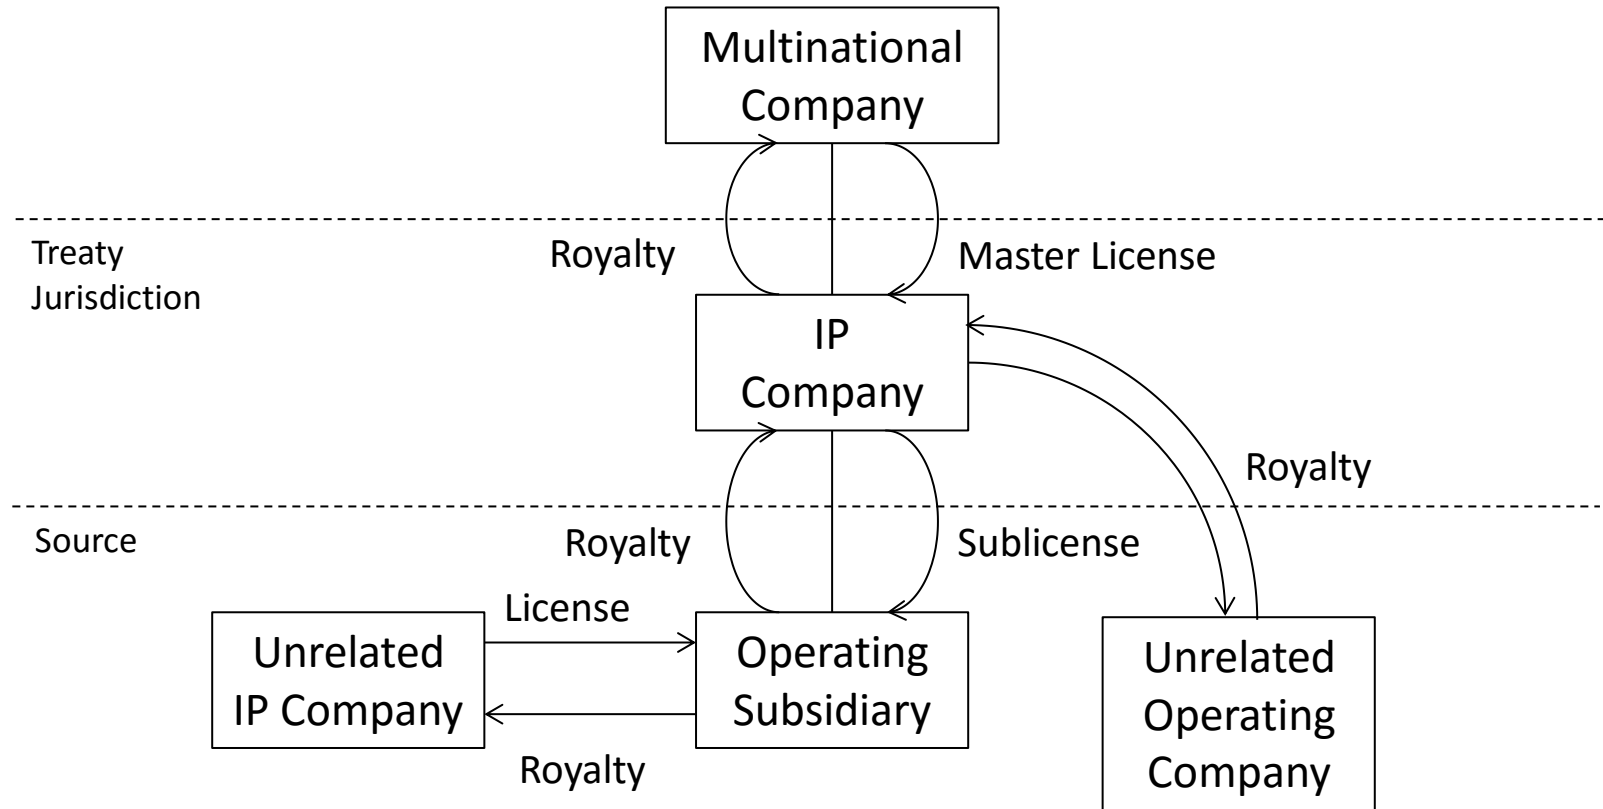 Multinational
Company
Treaty
Jurisdiction
Royalty
Master License
IP
Company
Royalty
Source
Royalty
Sublicense
License
Unrelated
IP Company
Operating
Subsidiary
Unrelated
Operating
Company
Royalty